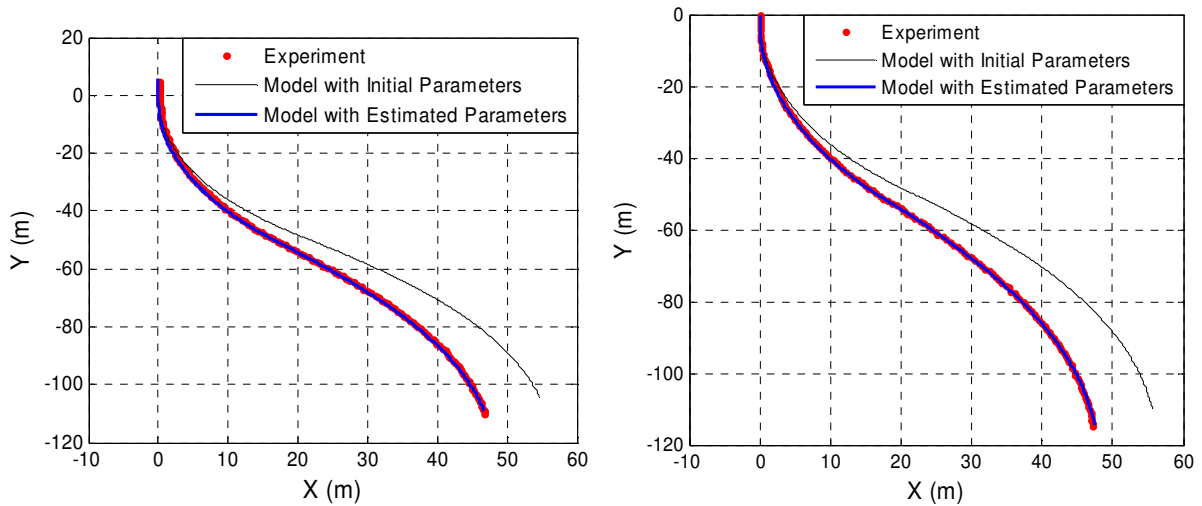 20
0
-20
-40
-60
-80
-100
-120
Y (m)
Experiment
Model with Initial Parameters
Model with Estimated Parameters
-10 0 10 20 30 40 50 60
X (m)
0
-20
-40
-60
-80
-100
-120
Y (m)
Experiment
Model with Initial Parameters
Model with Estimated Parameters
-10 0 10 20 30 40 50 60
X (m)